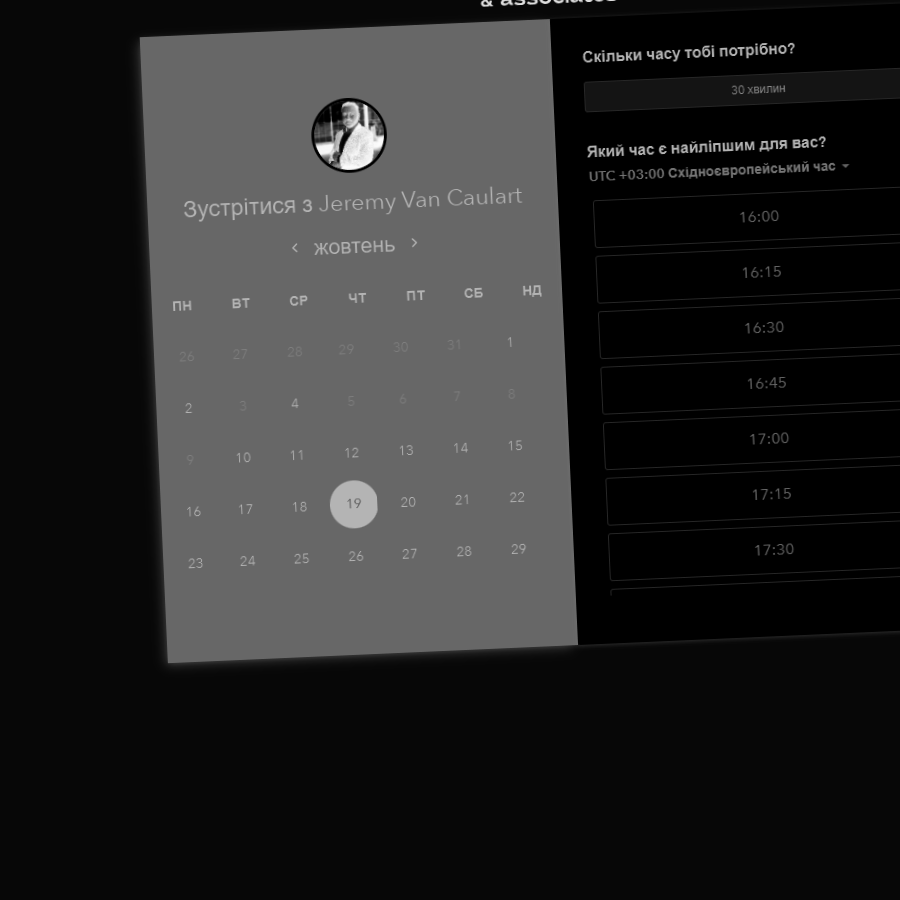 & associates
Зустрітися з Jeremy Van Caulart
‹ жовтень ›
ПН ВТ СР ЧТ ПТ СБ НД
26 27 28 29 30 31 1
2 3 4 5 6 7 8
9 10 11 12 13 14 15
16 17 18 19 20 21 22
23 24 25 26 27 28 29
Скільки часу тобі потрібно?
30 хвилин
Який час є найліпшим для вас?
UTC +03:00 Східноєвропейський час
16:00
16:15
16:30
16:45
17:00
17:15
17:30